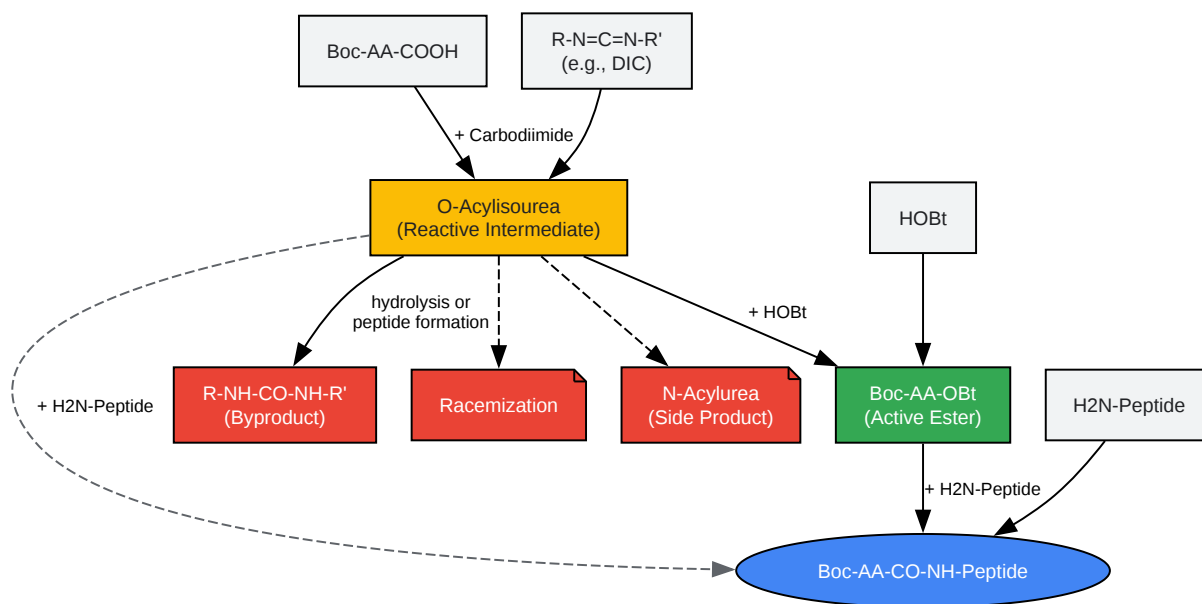 Boc-AA-COOH
R-N=C=N-R'
(e.g., DIC)
+ Carbodiimide
O-Acylisourea
(Reactive Intermediate)
HOBt
hydrolysis or
peptide formation
+ HOBt
R-NH-CO-NH-R'
(Byproduct)
Racemization
N-Acylurea
(Side Product)
Boc-AA-OBt
(Active Ester)
H2N-Peptide
+ H2N-Peptide
+ H2N-Peptide
Boc-AA-CO-NH-Peptide